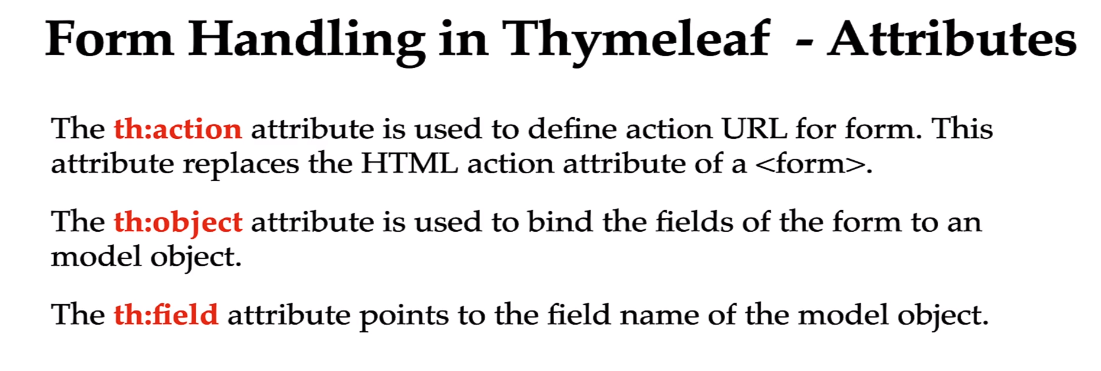 Form Handling in Thymeleaf - Attributes
The th:action attribute is used to define action URL for form. This
attribute replaces the HTML action attribute of a <form>.
The th:object attribute is used to bind the fields of the form to an
model object.
The th:field attribute points to the field name of the model object.